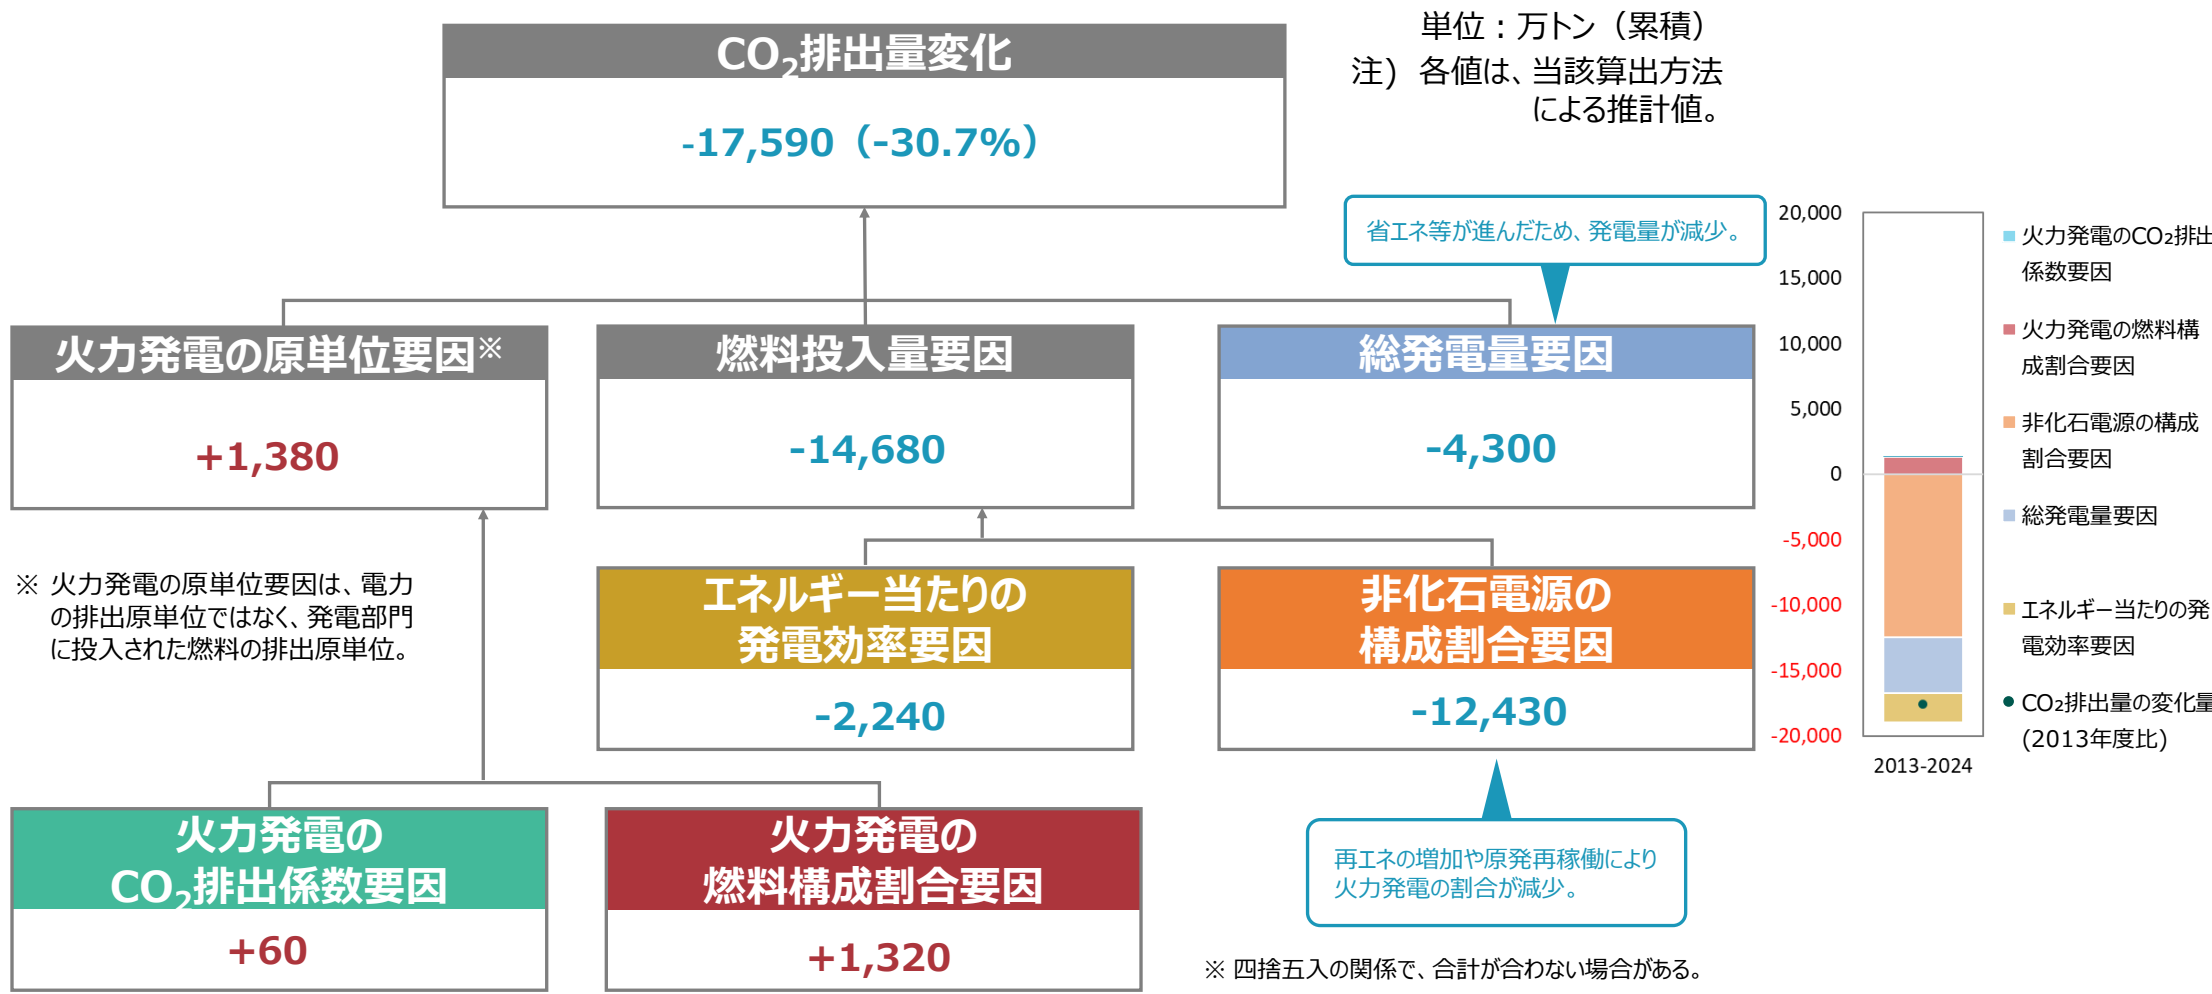 CO₂排出量変化
-17,590（-30.7%）
単位：万トン（累積）
注）各値は、当該算出方法
による推計値。
省エネ等が進んだため、発電量が減少。
火力発電の原単位要因※
+1,380
燃料投入量要因
-14,680
総発電量要因
-4,300
※ 火力発電の原単位要因は、電力
の排出原単位ではなく、発電部門
に投入された燃料の排出原単位。
エネルギー当たりの
発電効率要因
-2,240
非化石電源の
構成割合要因
-12,430
火力発電の
CO₂排出係数要因
+60
火力発電の
燃料構成割合要因
+1,320
再エネの増加や原発再稼働により
火力発電の割合が減少。
※ 四捨五入の関係で、合計が合わない場合がある。
20,000
15,000
10,000
5,000
0
-5,000
-10,000
-15,000
-20,000
2013-2024
火力発電のCO₂排出
係数要因
火力発電の燃料構
成割合要因
非化石電源の構成
割合要因
総発電量要因
エネルギー当たりの発
電効率要因
CO₂排出量の変化量
(2013年度比)